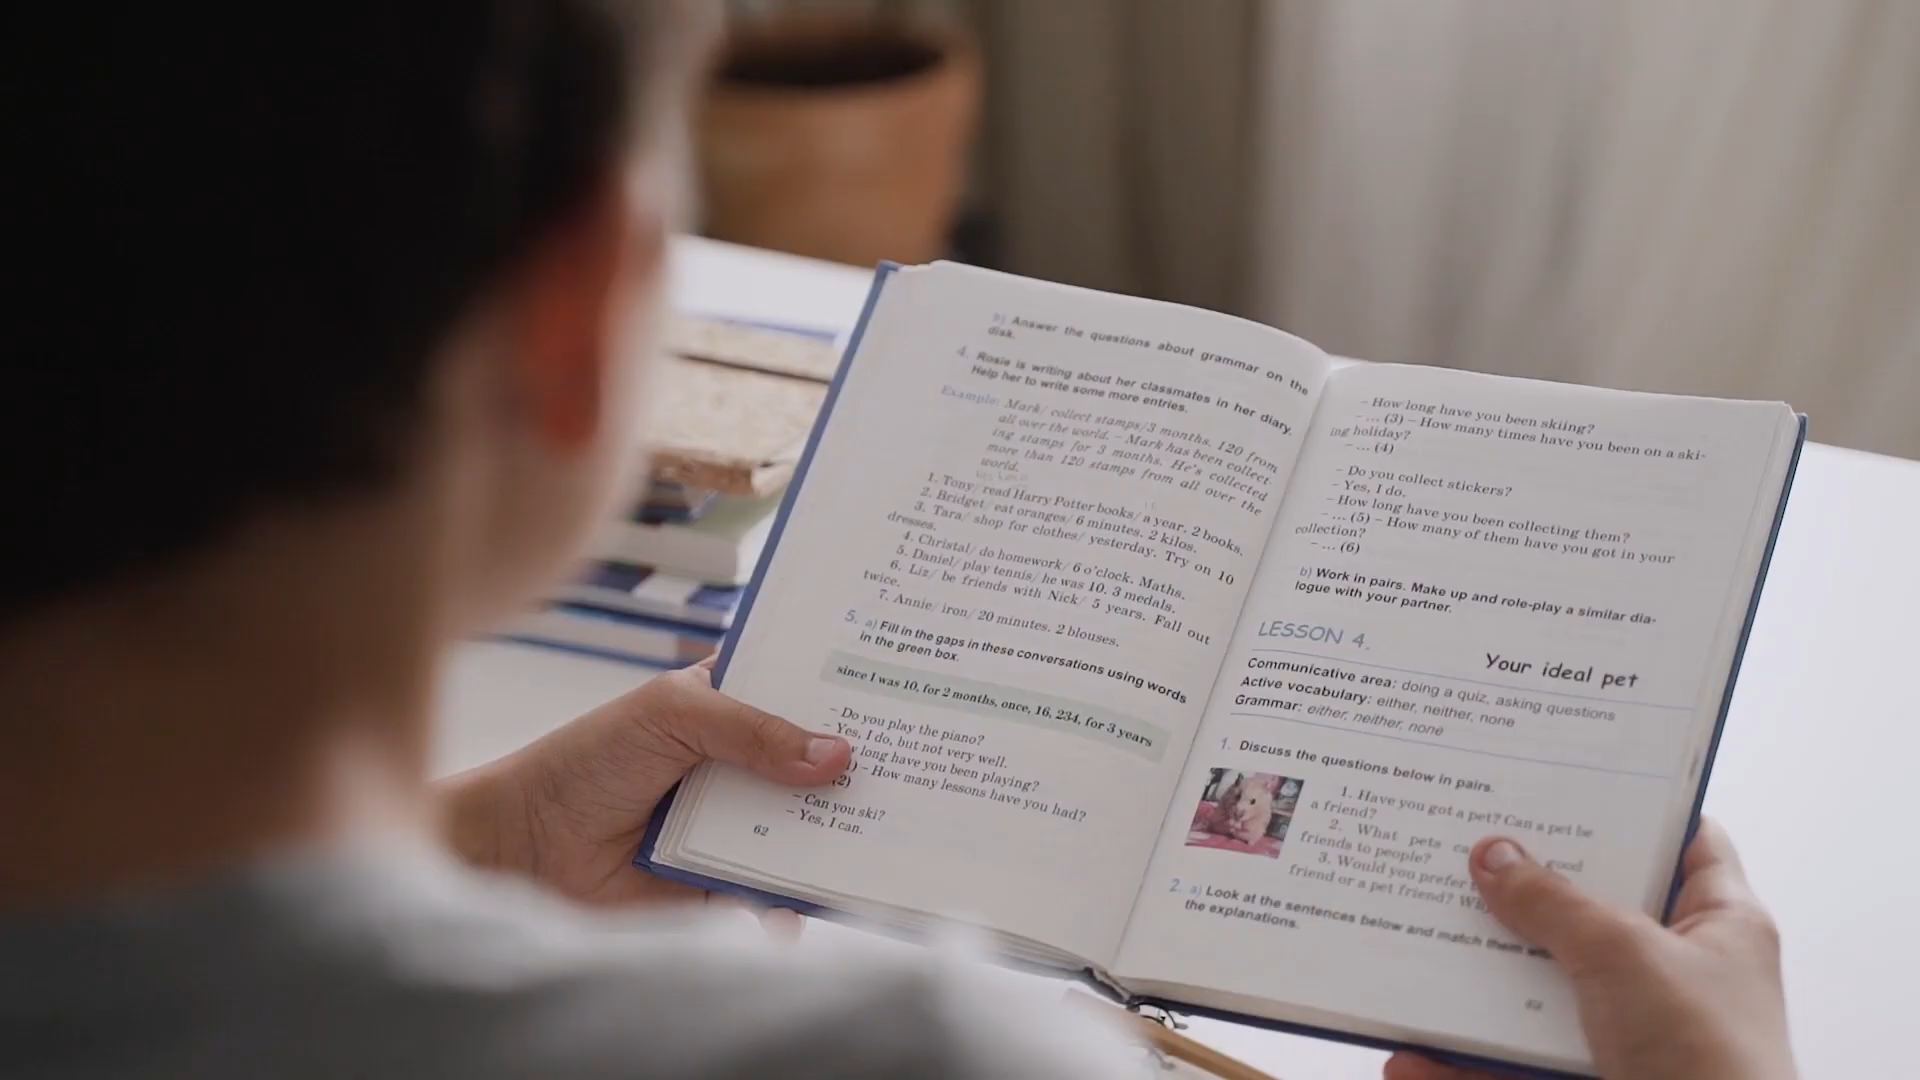 b) Answer the questions about grammar on the
disk.
4. Rosie is writing about her classmates in her diary.
Help her to write some more entries.
Example: Mark/ collect stamps/3 months. 120 from
all over the world. – Mark has been collect-
ing stamps for 3 months. He's collected
more than 120 stamps from all over the
world.
1. Tony/ read Harry Potter books/ a year. 2 books.
2. Bridget/ eat oranges/ 6 minutes. 2 kilos.
3. Tara/ shop for clothes/ yesterday. Try on 10
dresses.
4. Christal/ do homework/ 6 o'clock. Maths.
5. Daniel/ play tennis/ he was 10. 3 medals.
6. Liz/ be friends with Nick/ 5 years. Fall out
twice.
7. Annie/ iron/ 20 minutes. 2 blouses.
5. a) Fill in the gaps in these conversations using words
in the green box.
since I was 10, for 2 months, once, 16, 234, for 3 years
– Do you play the piano?
– Yes, I do, but not very well.
long have you been playing?
– How many lessons have you had?
(2)
– Can you ski?
– Yes, I can.
62
– How long have you been skiing?
– ... (3) – How many times have you been on a ski-
ing holiday?
– ... (4)
– Do you collect stickers?
– Yes, I do.
– How long have you been collecting them?
– ... (5) – How many of them have you got in your
collection?
– ... (6)
b) Work in pairs. Make up and role-play a similar dia-
logue with your partner.
LESSON 4.
Your ideal pet
Communicative area: doing a quiz, asking questions
Active vocabulary: either, neither, none
Grammar: either, neither, none
1. Discuss the questions below in pairs.
1. Have you got a pet? Can a pet be
a friend?
2. What pets good
friends to people?
3. Would you prefer
friend or a pet friend?
2. a) Look at the sentences below and match them
the explanations.
63